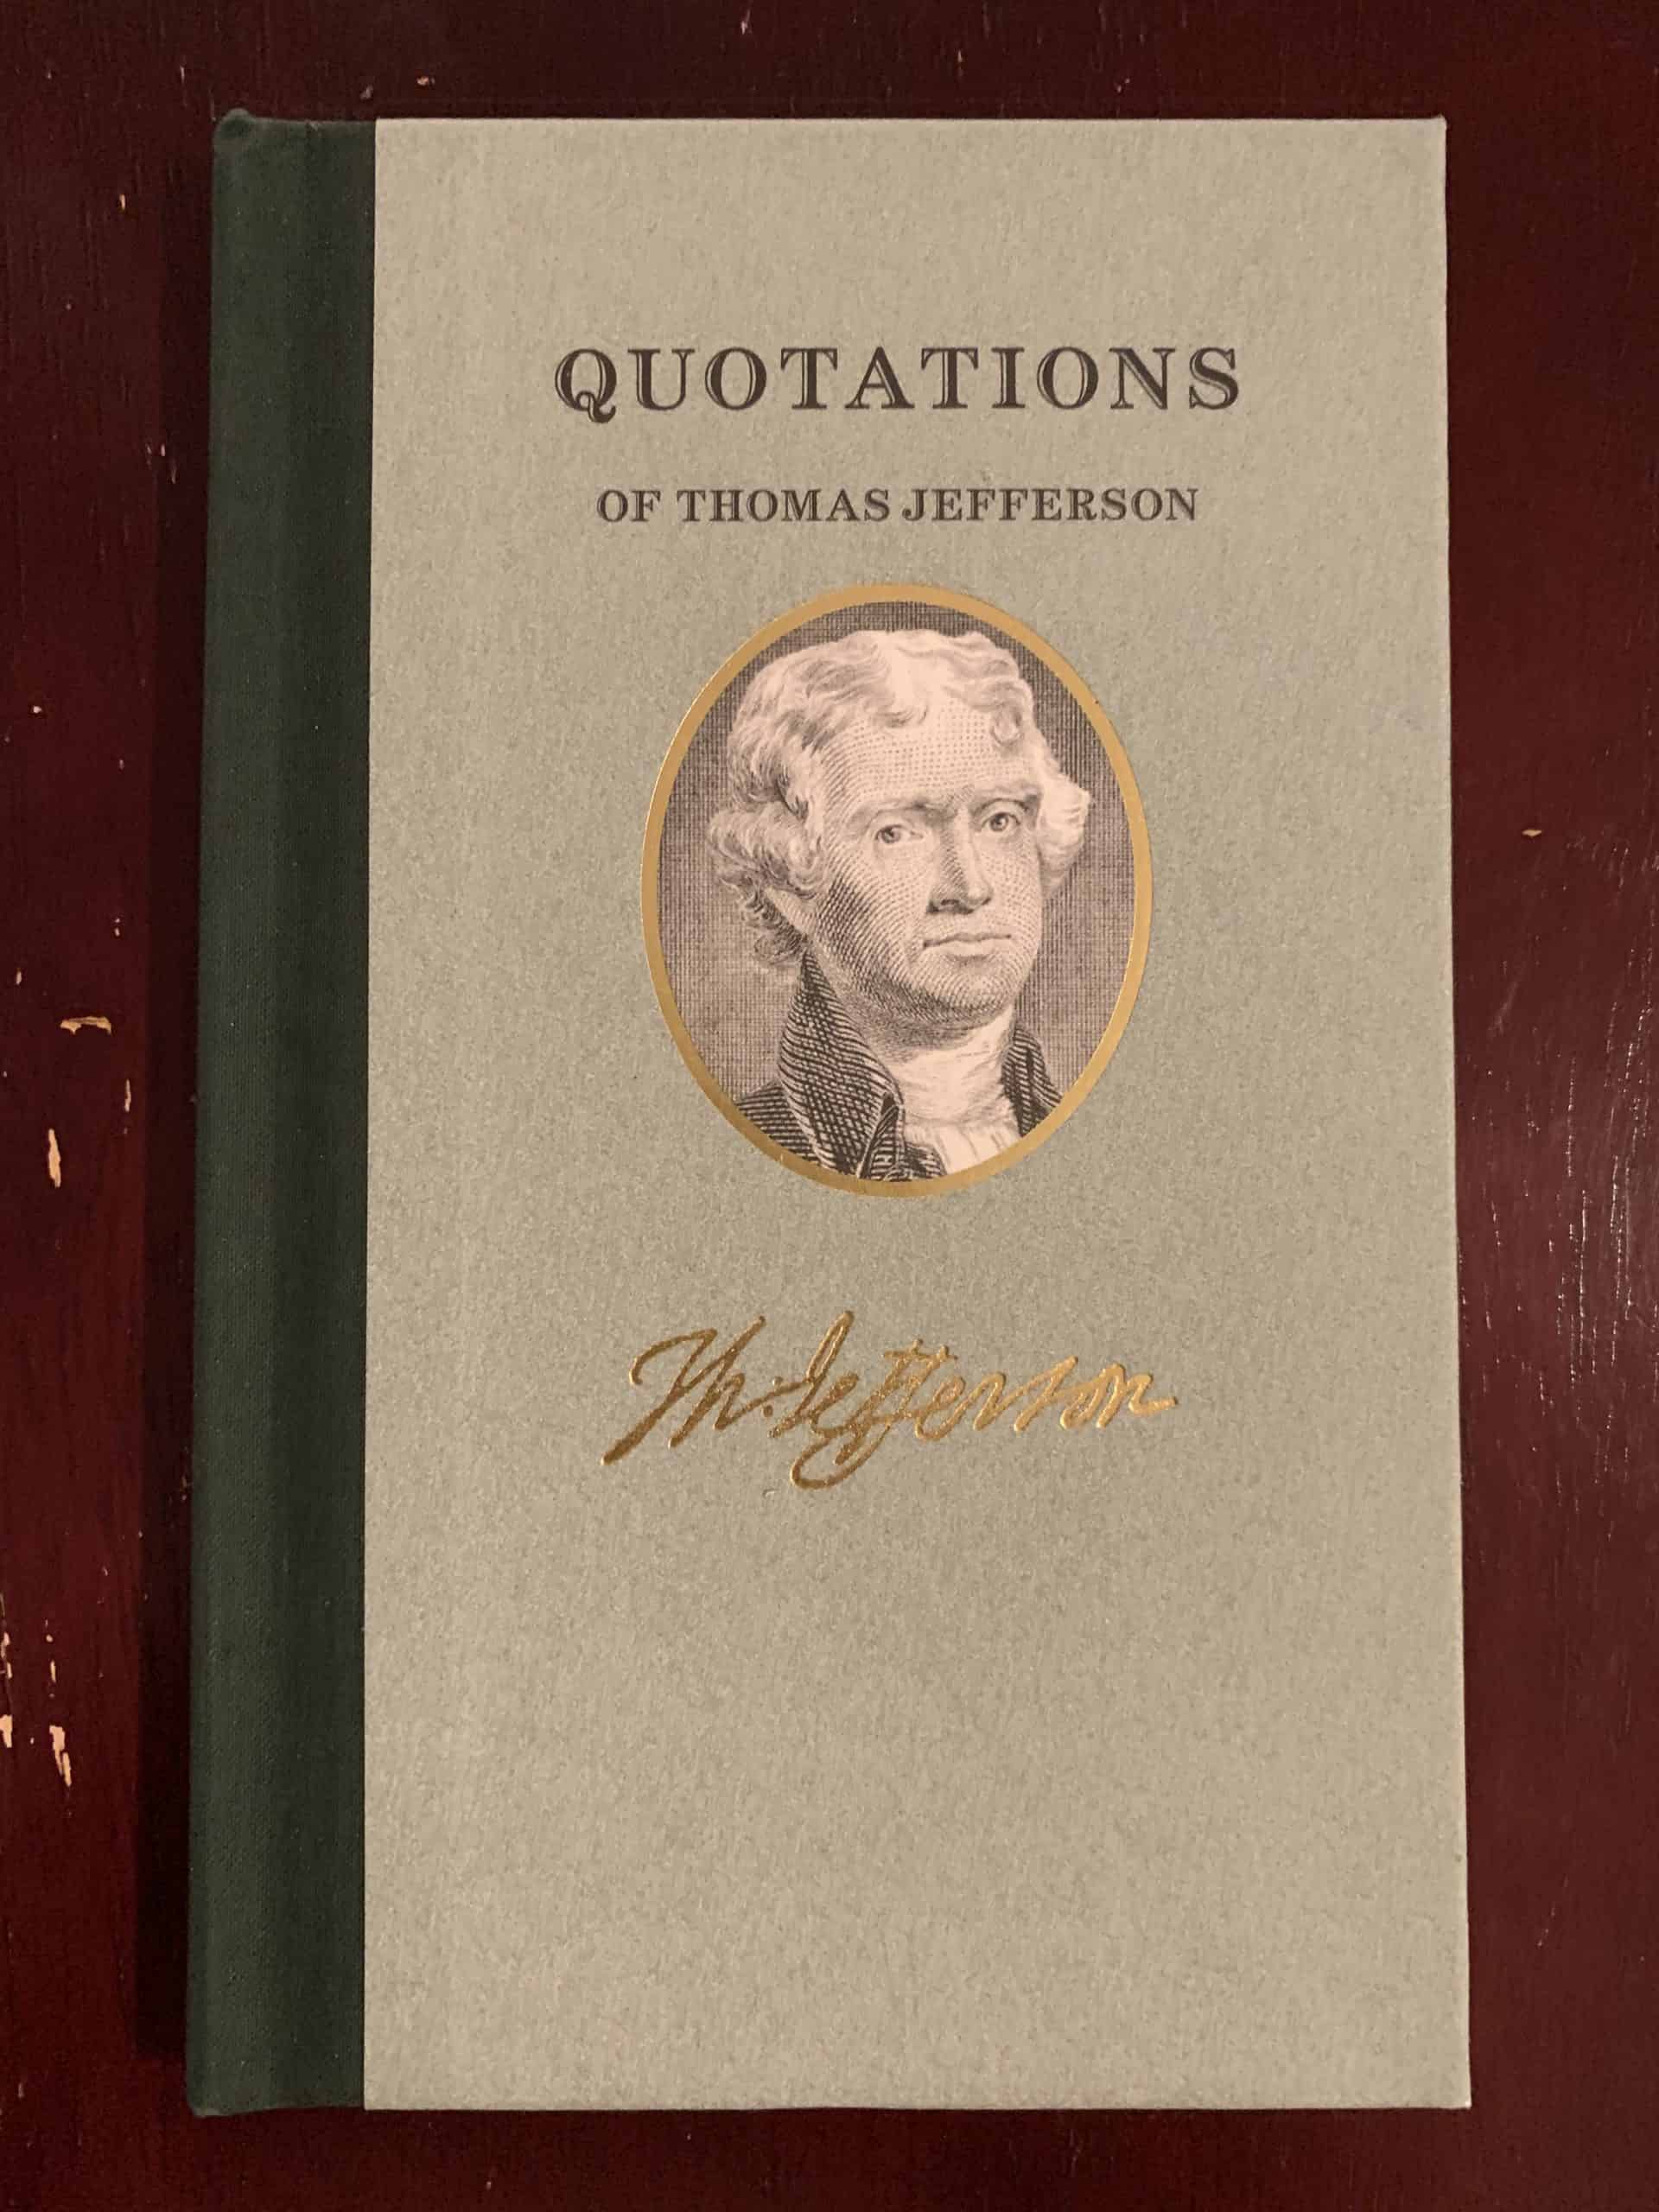 QUOTATIONS
OF THOMAS JEFFERSON
Th: Jefferson